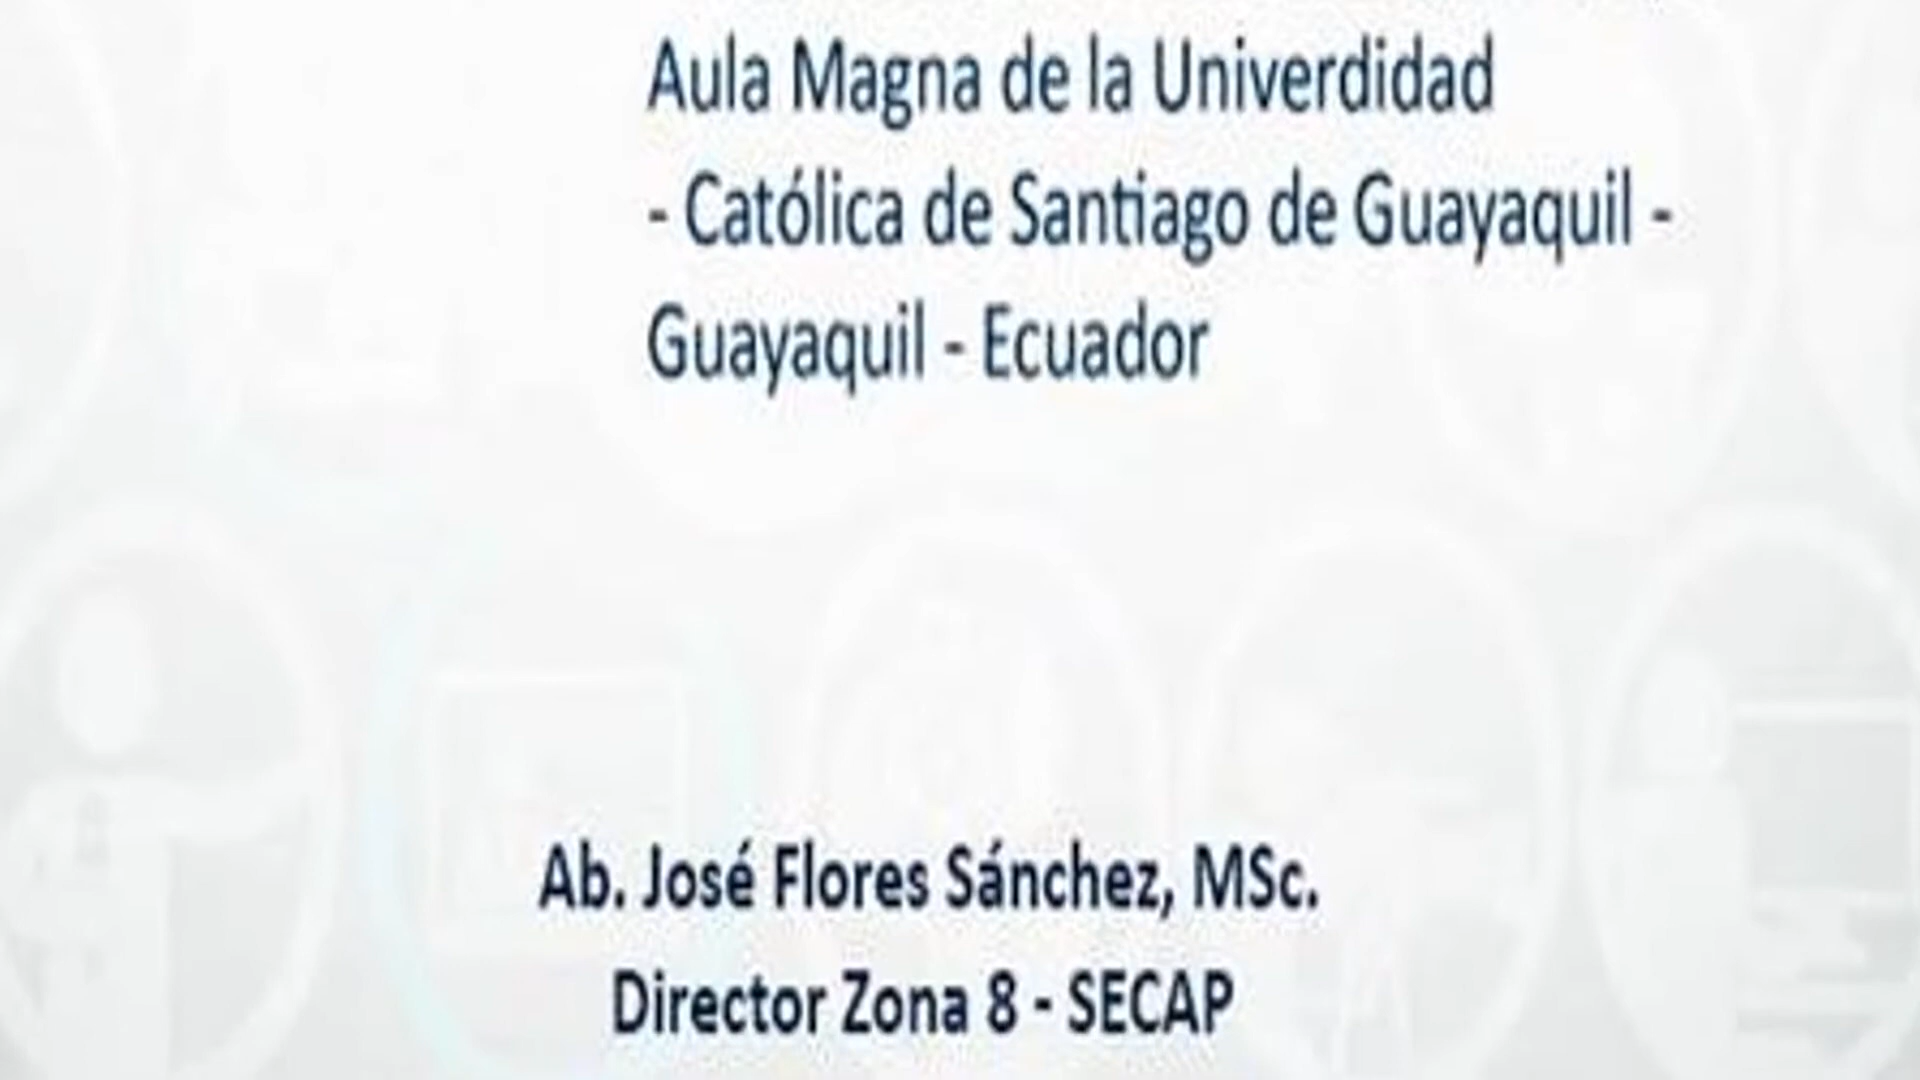 Aula Magna de la Univerdidad
- Católica de Santiago de Guayaquil -
Guayaquil - Ecuador
Ab. José Flores Sánchez, MSc.
Director Zona 8 - SECAP